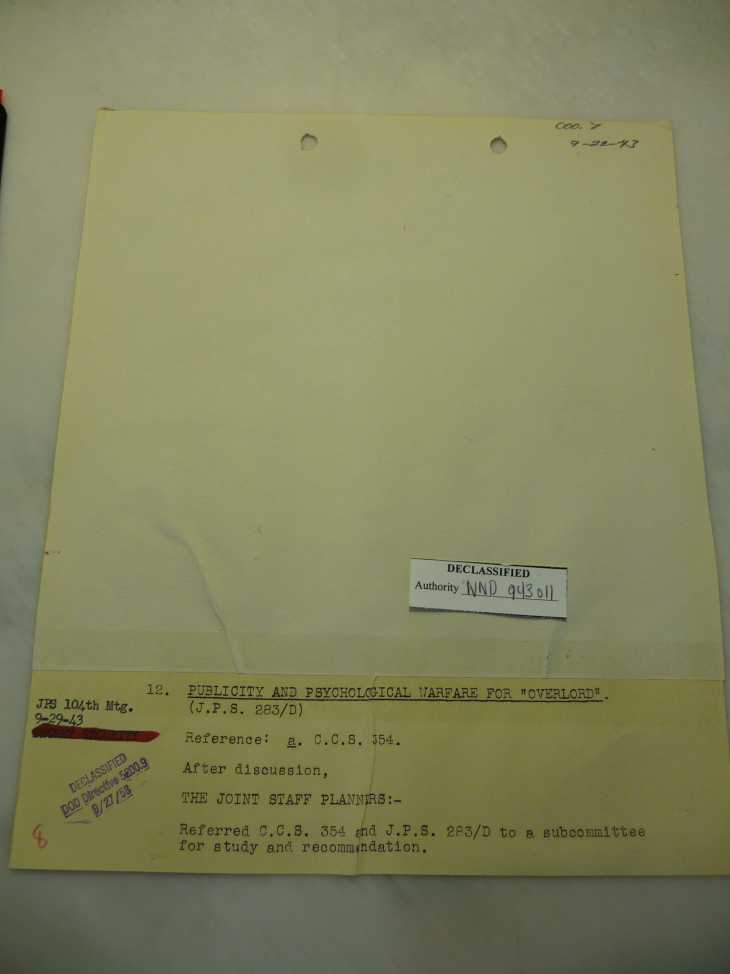 000.7
9-22-43
DECLASSIFIED
Authority NND 943011
12. PUBLICITY AND PSYCHOLOGICAL WARFARE FOR "OVERLORD".
(J.P.S. 283/D)
JPS 104th Mtg.
9-29-43
Reference: a. C.C.S. 354.
After discussion,
DECLASSIFIED
DOD Directive 5200.9
9/27/58
THE JOINT STAFF PLANNERS:-
8
Referred C.C.S. 354 and J.P.S. 283/D to a subcommittee
for study and recommendation.